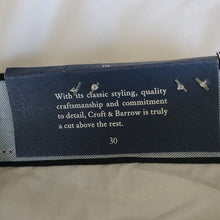 With its classic styling, quality
craftsmanship and commitment
to detail, Croft & Barrow is truly
a cut above the rest.
30